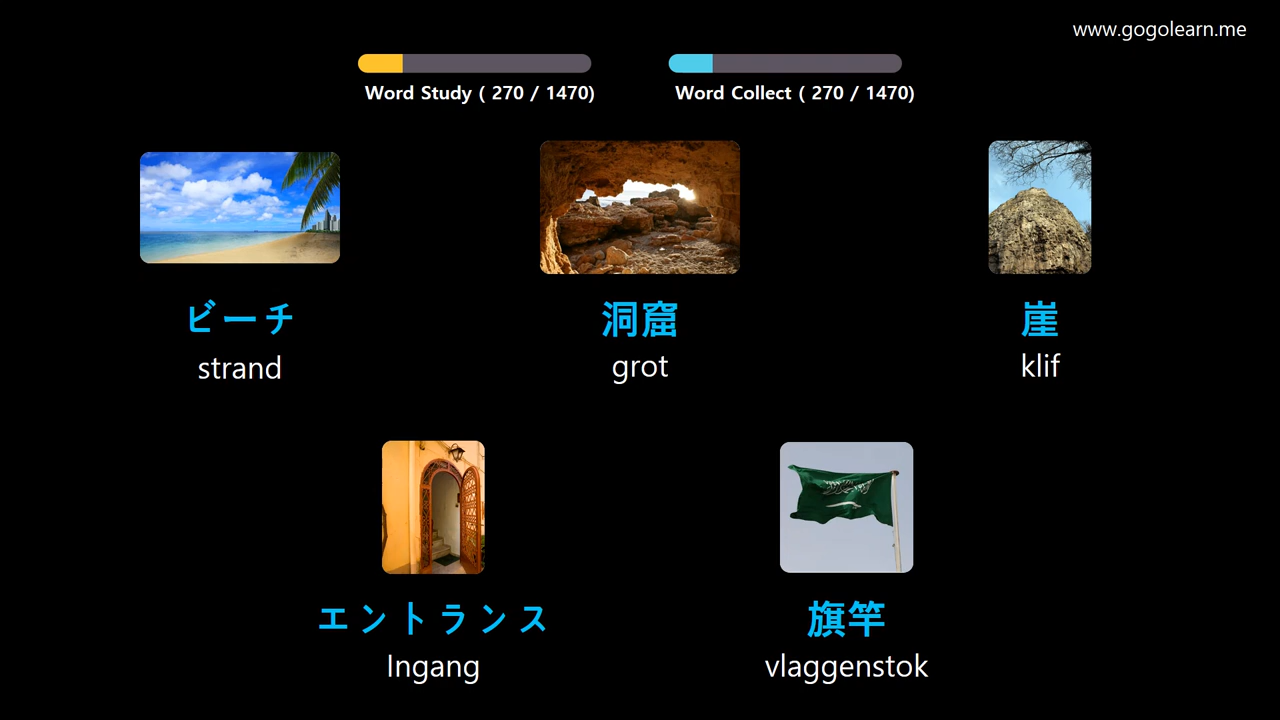 www.gogolearn.me
Word Study ( 270 / 1470)
Word Collect ( 270 / 1470)
ビーチ
strand
洞窟
grot
崖
klif
エントランス
Ingang
旗竿
vlaggenstok